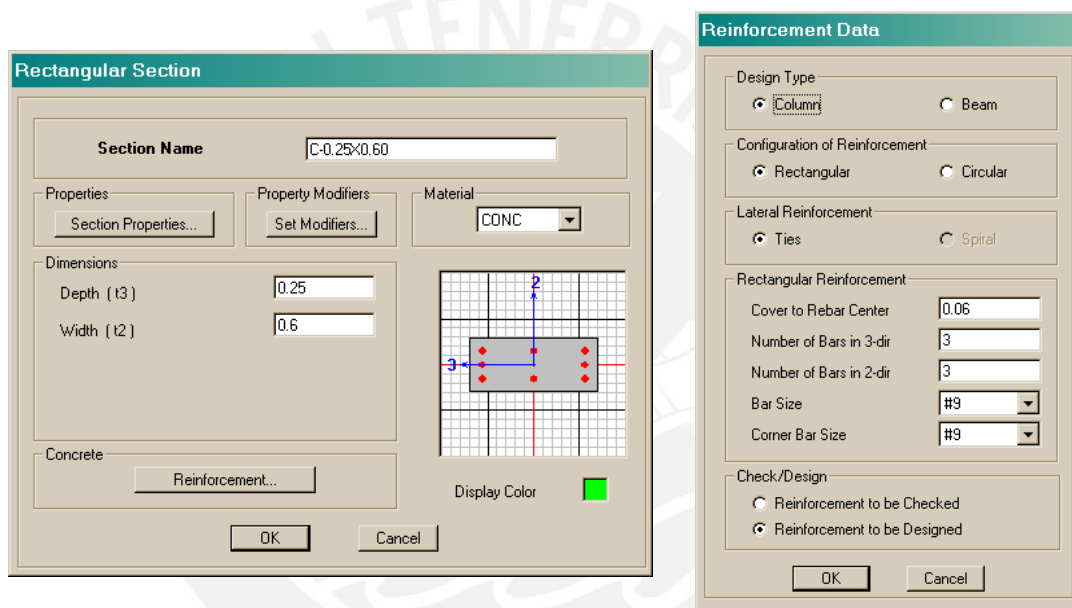 TENEBR
Rectangular Section
Section Name C-0.25X0.60
Properties Property Modifiers Material
Section Properties... Set Modifiers... CONC
Dimensions
Depth ( t3 ) 0.25
Width ( t2 ) 0.6
2
3
Concrete
Reinforcement...
Display Color
OK Cancel
Reinforcement Data
Design Type
Column Beam
Configuration of Reinforcement
Rectangular Circular
Lateral Reinforcement
Ties Spiral
Rectangular Reinforcement
Cover to Rebar Center 0.06
Number of Bars in 3-dir 3
Number of Bars in 2-dir 3
Bar Size #9
Corner Bar Size #9
Check/Design
Reinforcement to be Checked
Reinforcement to be Designed
OK Cancel